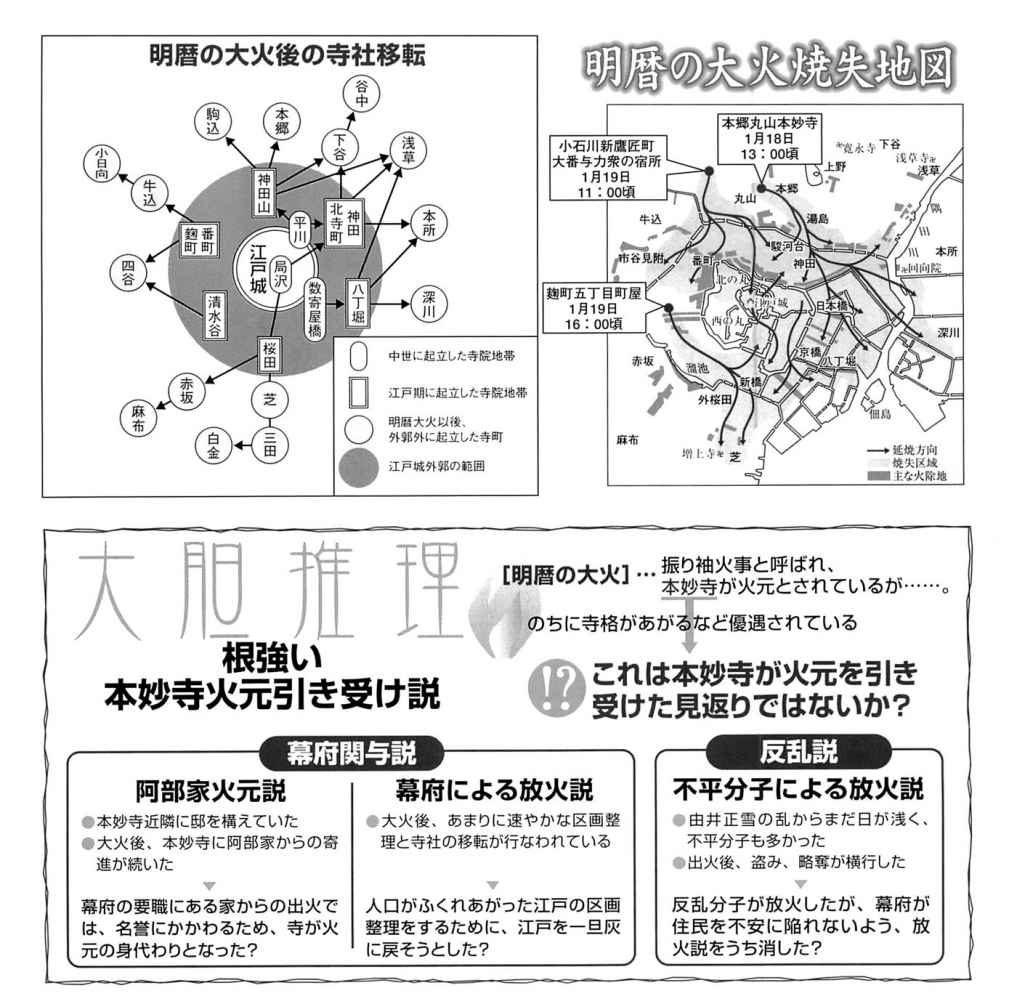 明暦の大火後の寺社移転
谷中
駒込
本郷
下谷
浅草
小日向
牛込
神田山
北寺町
神田
平川
本所
麹町
番町
江戸城
局沢
四谷
清水谷
数寄屋橋
八丁堀
深川
桜田
赤坂
芝
麻布
白金
三田
中世に起立した寺院地帯
江戸期に起立した寺院地帯
明暦大火以後、
外郭外に起立した寺町
江戸城外郭の範囲
明暦の大火焼失地図
本郷丸山本妙寺
1月18日
13：00頃
小石川新鷹匠町
大番与力衆の宿所
1月19日
11：00頃
寛永寺
下谷
上野
浅草寺
浅草
丸山
本郷
牛込
湯島
駿河台
本所
市谷見附
番町
神田
回向院
北の丸
麹町五丁目町屋
1月19日
16：00頃
江戸城
日本橋
西の丸
深川
京橋
八丁堀
赤坂
溜池
新橋
外桜田
佃島
麻布
増上寺
芝
延焼方向
焼失区域
主な火除地
大胆推理
[明暦の大火]…
振り袖火事と呼ばれ、
本妙寺が火元とされているが……。
のちに寺格があがるなど優遇されている
根強い
本妙寺火元引き受け説
!?
これは本妙寺が火元を引き
受けた見返りではないか?
幕府関与説
阿部家火元説
●本妙寺近隣に邸を構えていた
●大火後、本妙寺に阿部家からの寄
進が続いた
幕府の要職にある家からの出火で
は、名誉にかかわるため、寺が火
元の身代わりとなった?
幕府による放火説
●大火後、あまりに速やかな区画整
理と寺社の移転が行なわれている
人口がふくれあがった江戸の区画
整理をするために、江戸を一旦灰
に戻そうとした?
反乱説
不平分子による放火説
●由井正雪の乱からまだ日が浅く、
不平分子も多かった
●出火後、盗み、略奪が横行した
反乱分子が放火したが、幕府が
住民を不安に陥れないよう、放
火説をうち消した?